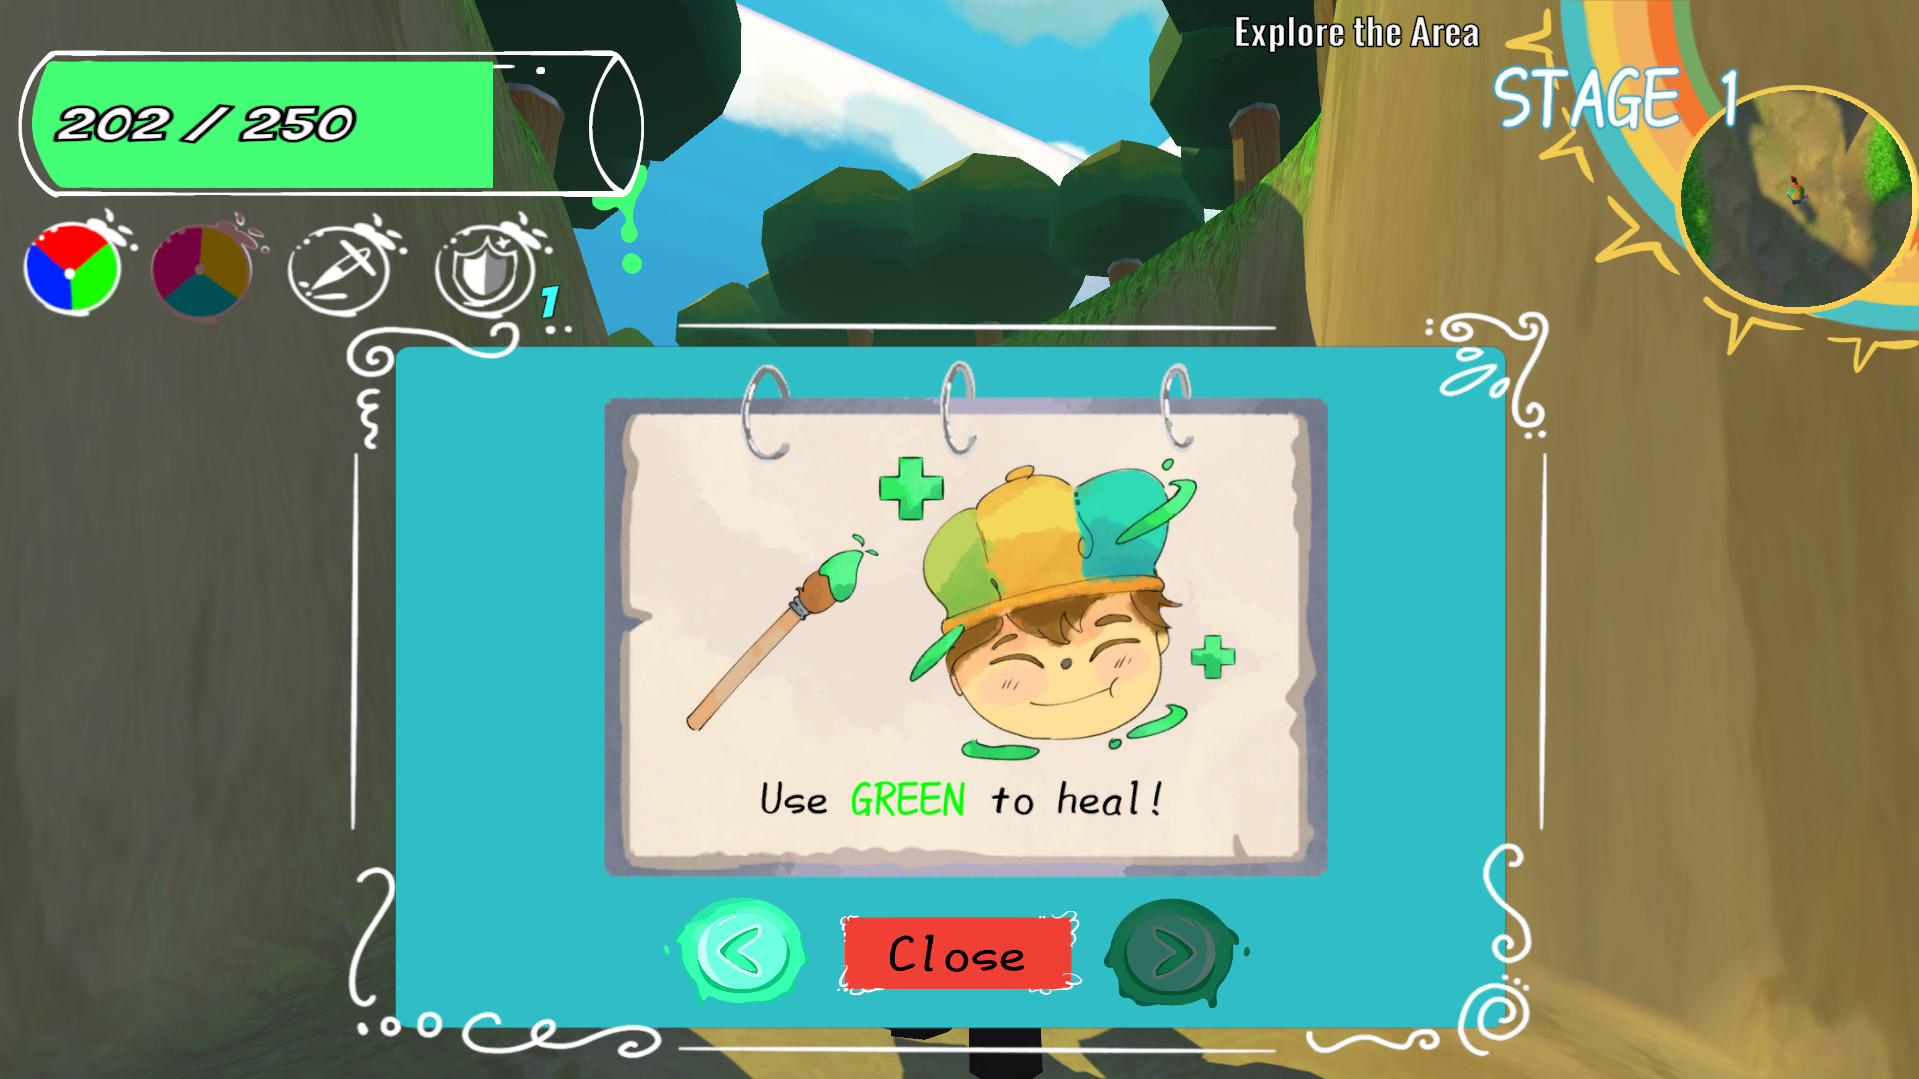 Explore the Area
STAGE 1
202 / 250
1
Use GREEN to heal!
Close